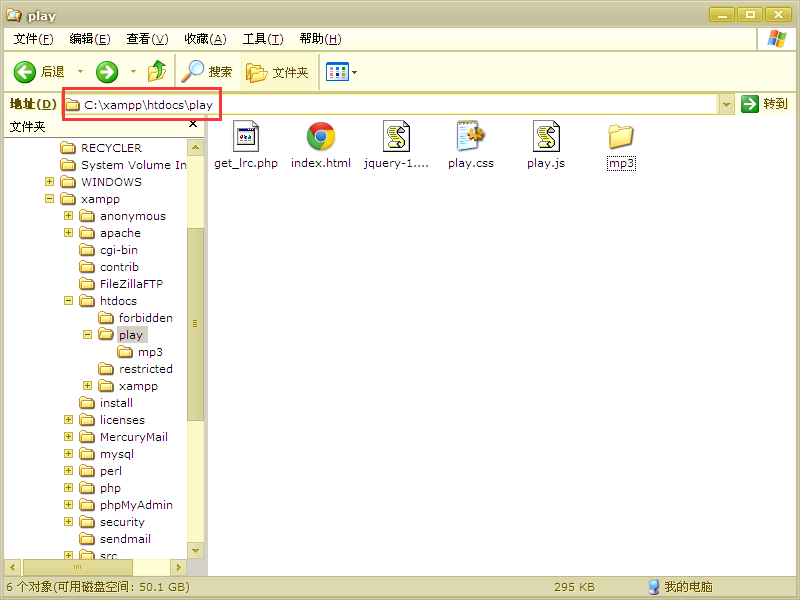 play
文件(F) 编辑(E) 查看(V) 收藏(A) 工具(T) 帮助(H)
后退 搜索 文件夹
地址(D) C:\xampp\htdocs\play 转到
文件夹
RECYCLER
System Volume In
WINDOWS
xampp
anonymous
apache
cgi-bin
contrib
FileZillaFTP
htdocs
forbidden
play
mp3
restricted
xampp
install
licenses
MercuryMail
mysql
perl
php
phpMyAdmin
security
sendmail
src
get_lrc.php index.html jquery-1.... play.css play.js mp3
6 个对象(可用磁盘空间: 50.1 GB) 295 KB 我的电脑